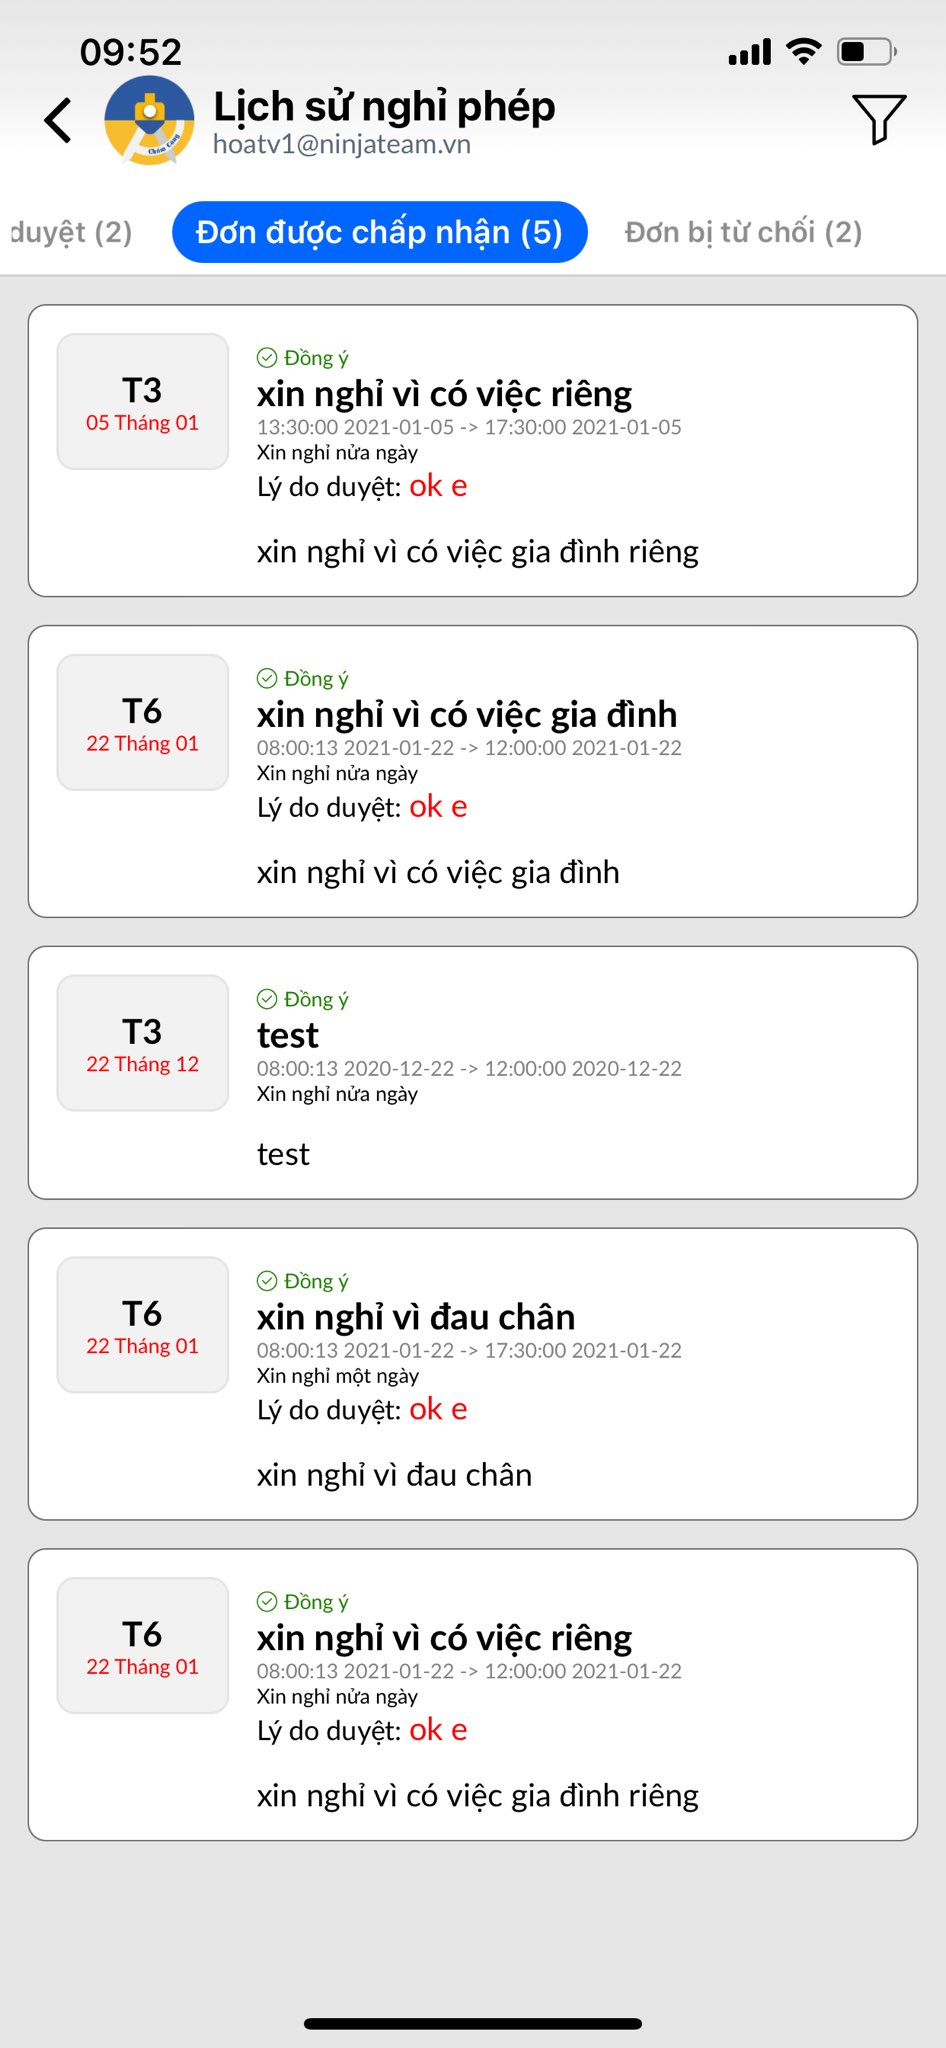 09:52
Lịch sử nghỉ phép
hoatv1@ninjateam.vn
duyệt (2)
Đơn được chấp nhận (5)
Đơn bị từ chối (2)
T3
05 Tháng 01
Đồng ý
xin nghỉ vì có việc riêng
13:30:00 2021-01-05 -> 17:30:00 2021-01-05
Xin nghỉ nửa ngày
Lý do duyệt: ok e
xin nghỉ vì có việc gia đình riêng
T6
22 Tháng 01
Đồng ý
xin nghỉ vì có việc gia đình
08:00:13 2021-01-22 -> 12:00:00 2021-01-22
Xin nghỉ nửa ngày
Lý do duyệt: ok e
xin nghỉ vì có việc gia đình
T3
22 Tháng 12
Đồng ý
test
08:00:13 2020-12-22 -> 12:00:00 2020-12-22
Xin nghỉ nửa ngày
test
T6
22 Tháng 01
Đồng ý
xin nghỉ vì đau chân
08:00:13 2021-01-22 -> 17:30:00 2021-01-22
Xin nghỉ một ngày
Lý do duyệt: ok e
xin nghỉ vì đau chân
T6
22 Tháng 01
Đồng ý
xin nghỉ vì có việc riêng
08:00:13 2021-01-22 -> 12:00:00 2021-01-22
Xin nghỉ nửa ngày
Lý do duyệt: ok e
xin nghỉ vì có việc gia đình riêng